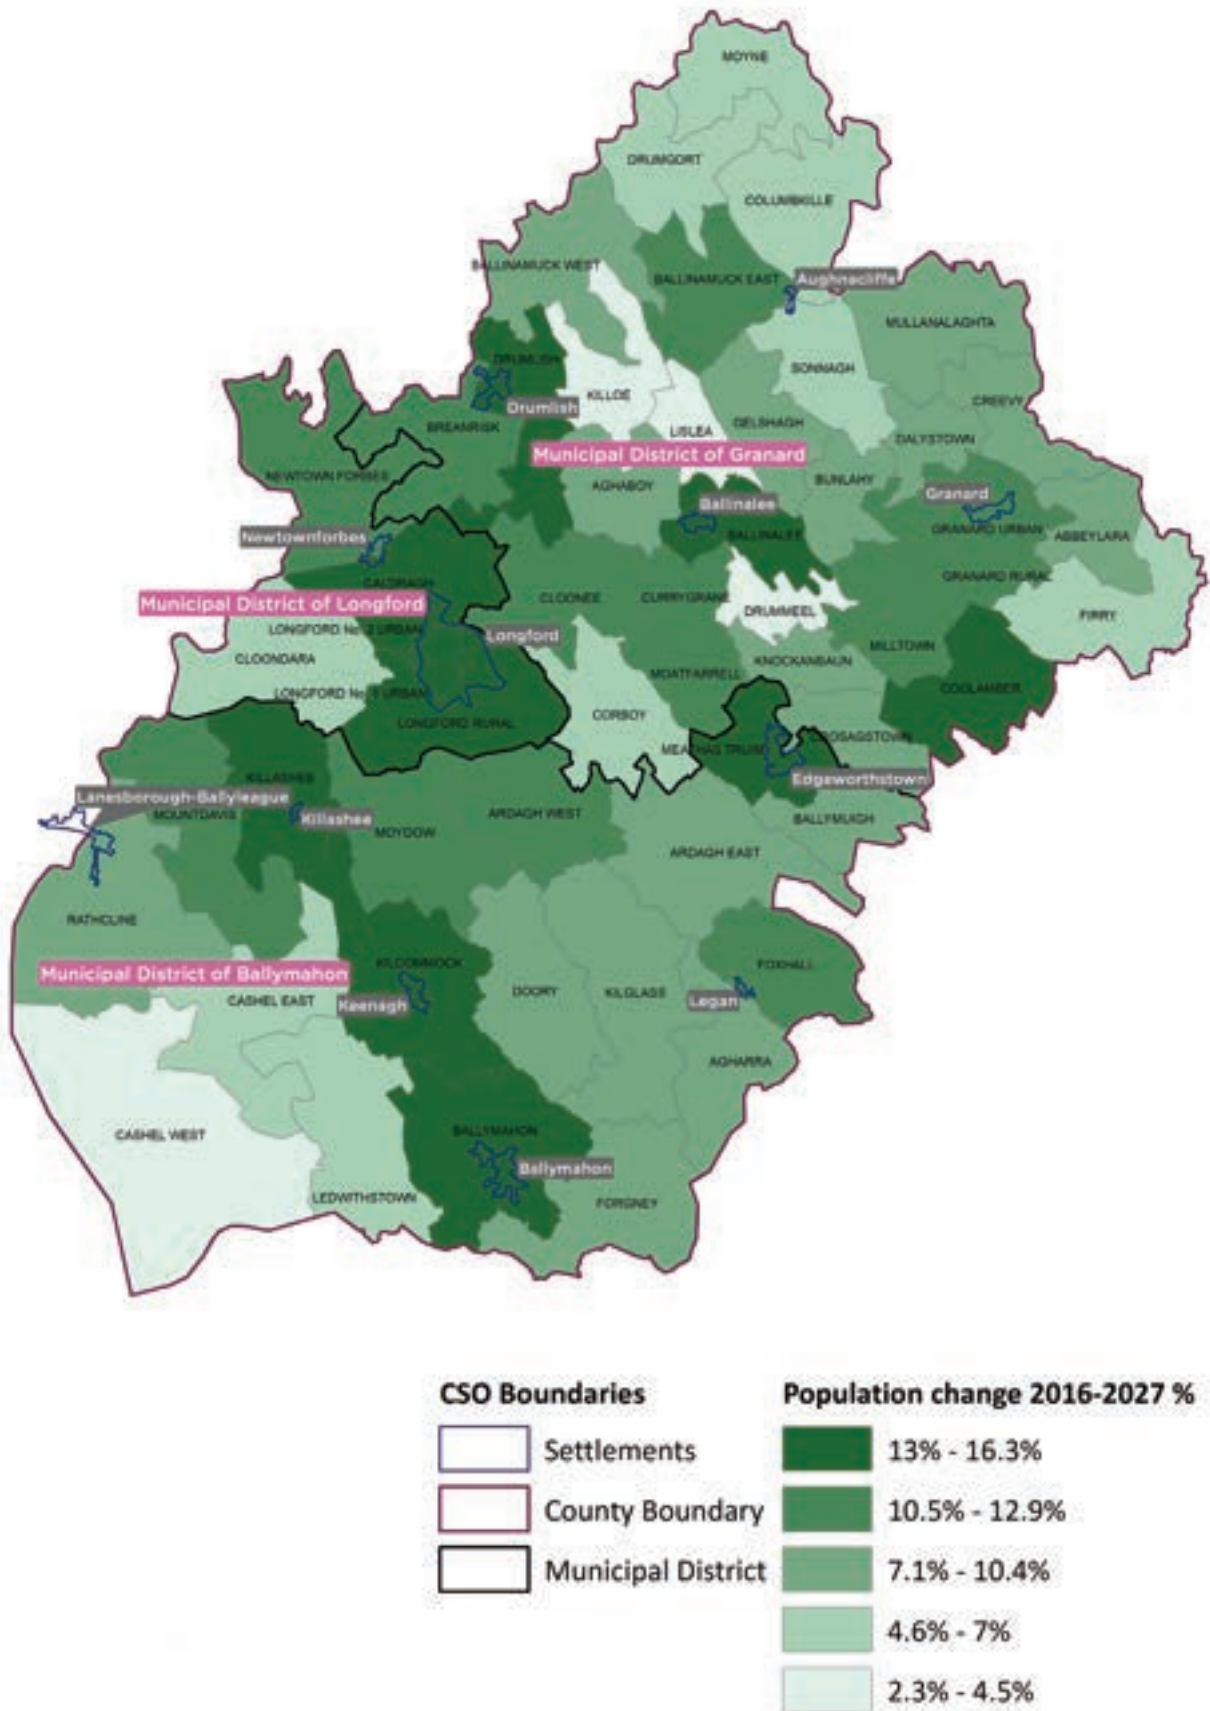 MOYNE
DRUMGORT
COLUMBKILLE
BALLINAMUCK WEST
BALLINAMUCK EAST
Aughnacliffe
MULLANALAGHTA
DRUMLISH
SONNAGH
KILLOE
CREEVY
Drumlish
BREANRISK
LISLEA
GELSHAGH
DALYSTOWN
Municipal District of Granard
NEWTOWN FORBES
AGHABOY
BUNLAHY
Granard
Ballinalee
GRANARD URBAN
BALLINALEE
ABBEYLARA
Newtownforbes
CALDRAGH
GRANARD RURAL
Municipal District of Longford
CLOONEE
CURRYGRANE
DRUMMEEL
FIRRY
LONGFORD No. 2 URBAN
Longford
CLOONDARA
KNOCKANBAUN
MILLTOWN
MOATFARRELL
COOLAMBER
LONGFORD No. 1 URBAN
CORBOY
LONGFORD RURAL
MEATHAS TRUIM
CROSAGSTOWN
KILLASHEE
Edgeworthstown
Lanesborough-Ballyleague
MOUNTDAVIS
Killashee
MOYDOW
ARDAGH WEST
BALLYMUIGH
ARDAGH EAST
RATHCLINE
Municipal District of Ballymahon
KILCOMMOCK
FOXHALL
DOORY
KILGLASS
CASHEL EAST
Keenagh
Legan
AGHARRA
CASHEL WEST
BALLYMAHON
Ballymahon
LEDWITHSTOWN
FORGNEY
CSO Boundaries
Settlements
County Boundary
Municipal District
Population change 2016-2027 %
13% - 16.3%
10.5% - 12.9%
7.1% - 10.4%
4.6% - 7%
2.3% - 4.5%